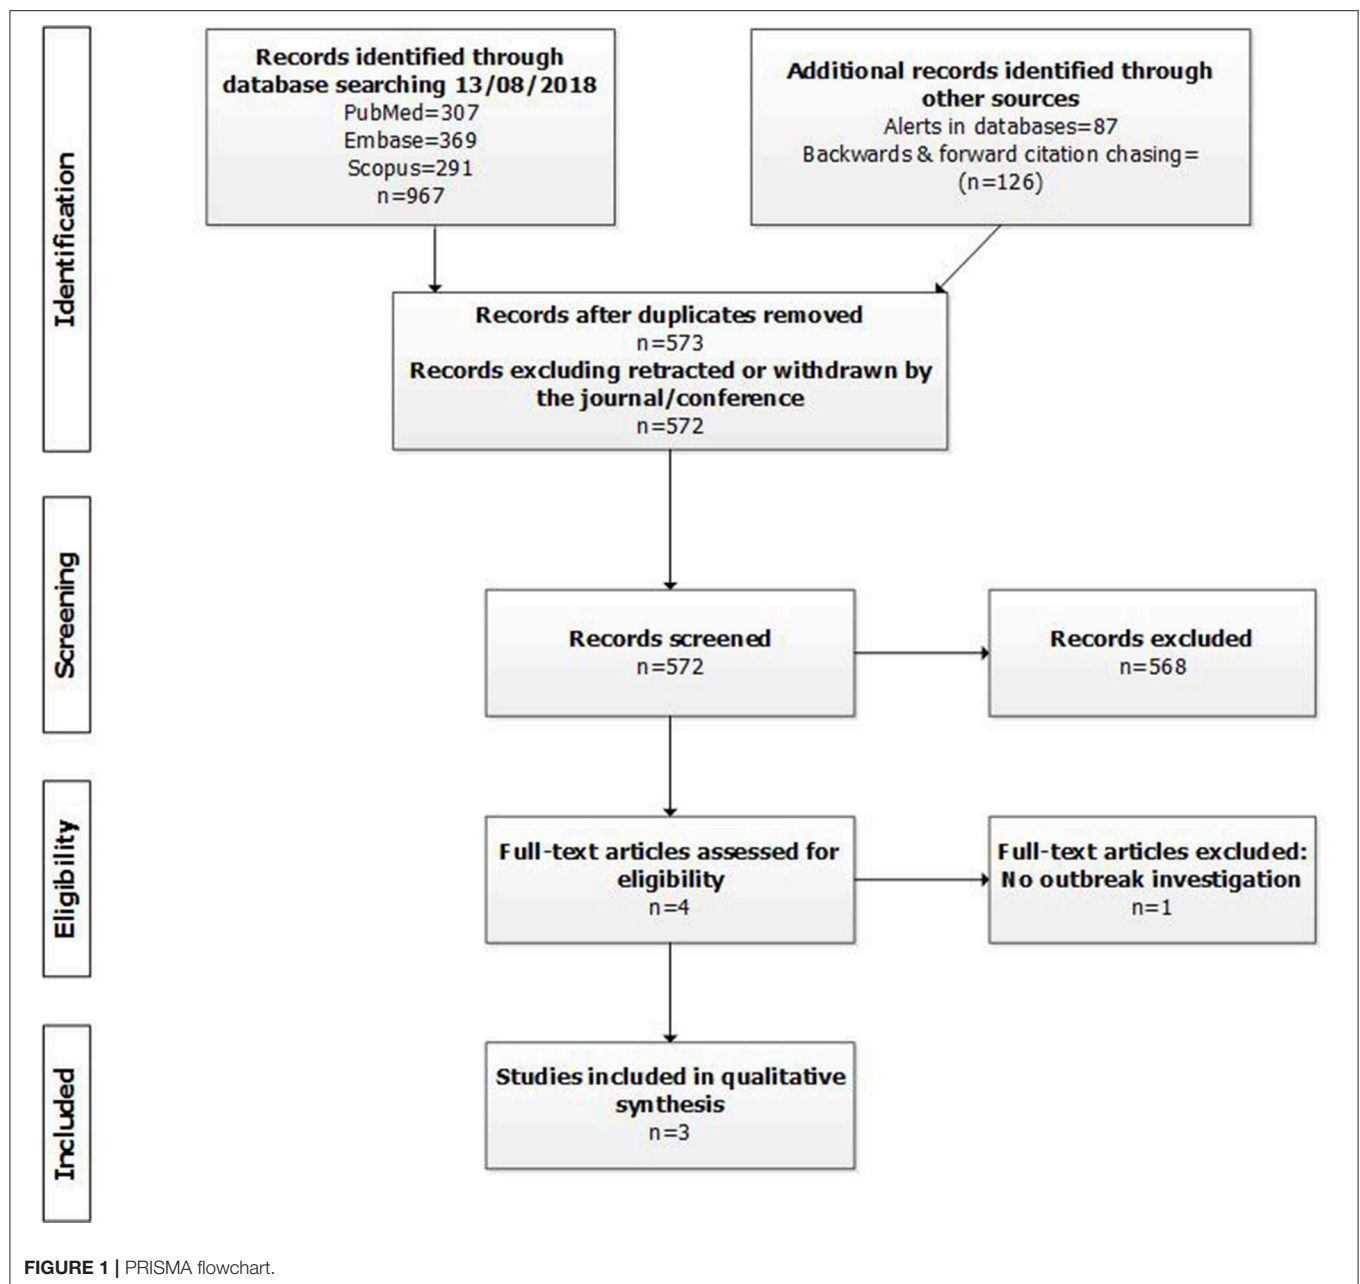 Identification
Records identified through
database searching 13/08/2018
PubMed=307
Embase=369
Scopus=291
n=967
Additional records identified through
other sources
Alerts in databases=87
Backwards & forward citation chasing=
(n=126)
Records after duplicates removed
n=573
Records excluding retracted or withdrawn by
the journal/conference
n=572
Screening
Records screened
n=572
Records excluded
n=568
Eligibility
Full-text articles assessed for
eligibility
n=4
Full-text articles excluded:
No outbreak investigation
n=1
Included
Studies included in qualitative
synthesis
n=3
FIGURE 1 | PRISMA flowchart.